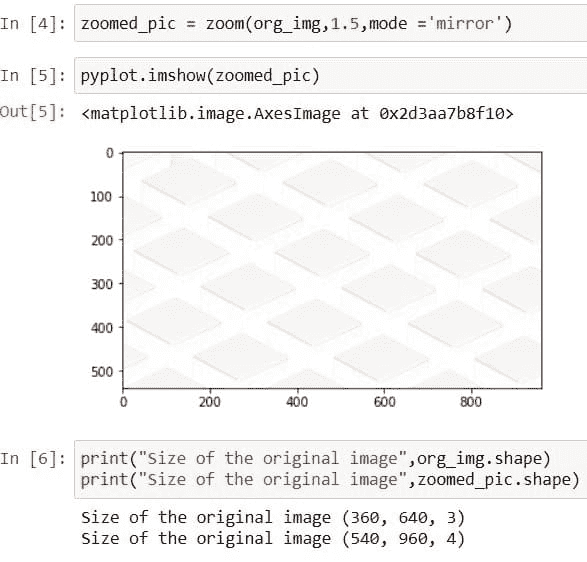 In [4]: zoomed_pic = zoom(org_img,1.5,mode ='mirror')
In [5]: pyplot.imshow(zoomed_pic)
Out[5]: <matplotlib.image.AxesImage at 0x2d3aa7b8f10>
0
100
200
300
400
500
0 200 400 600 800
In [6]: print("Size of the original image",org_img.shape)
print("Size of the original image",zoomed_pic.shape)
Size of the original image (360, 640, 3)
Size of the original image (540, 960, 4)